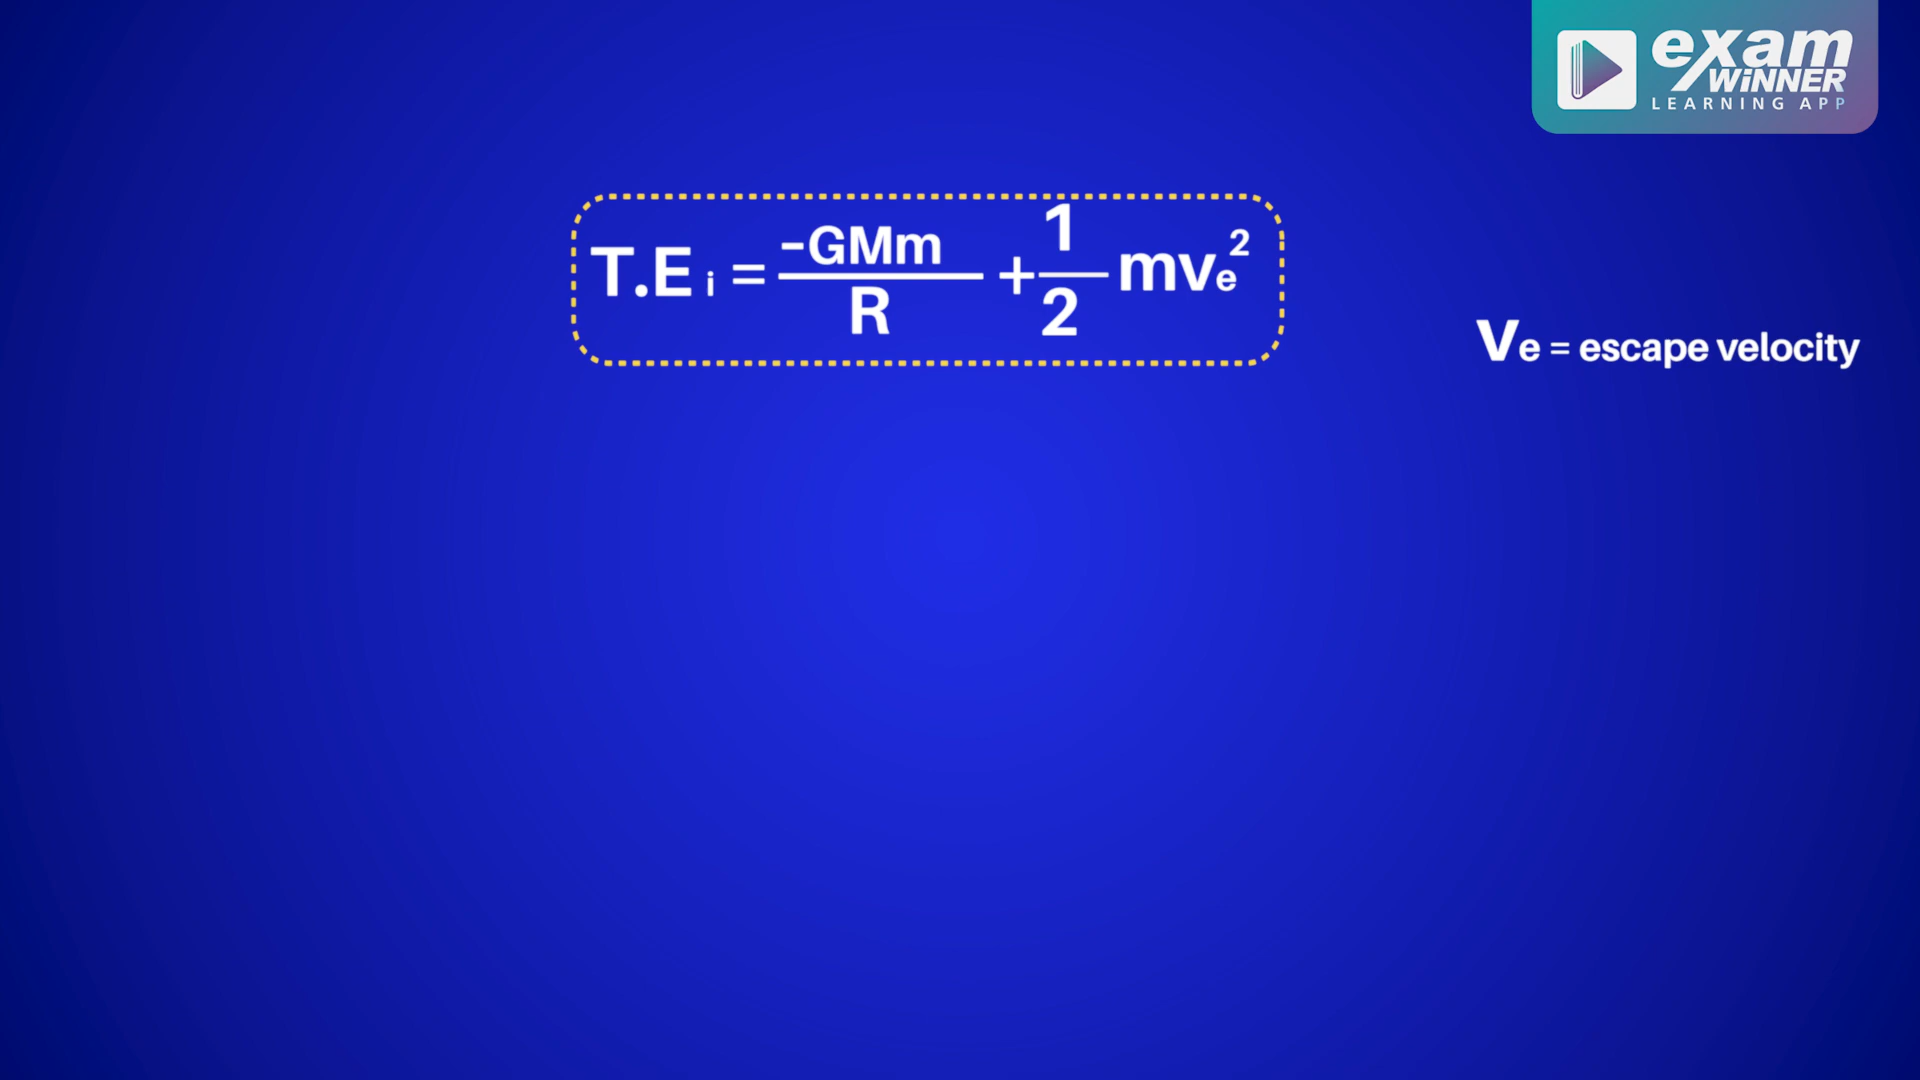 exam
WiNNER
LEARNING APP
T.E i = -GMm/R + 1/2 mve²
Ve = escape velocity